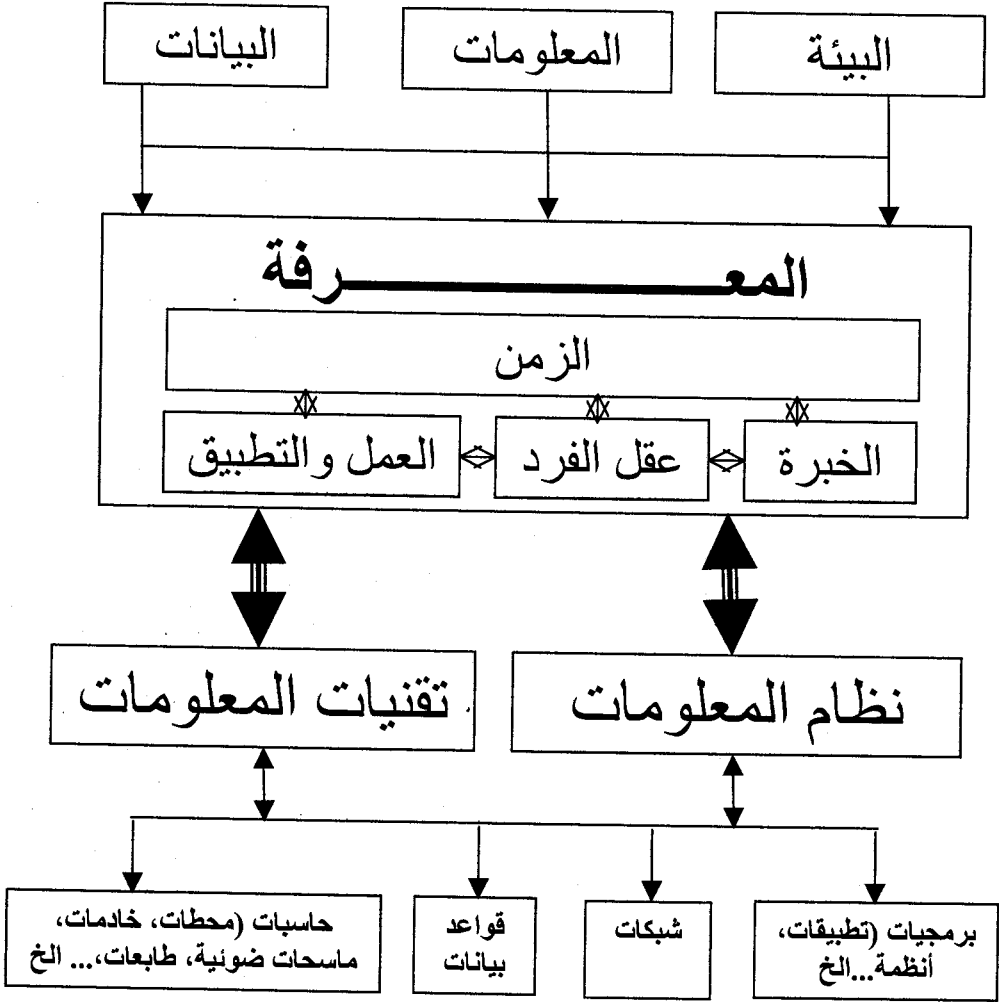 البيئة
المعلومات
البيانات
المعـــــــــــــرفة
الزمن
الخبرة
عقل الفرد
العمل والتطبيق
نظام المعلومات
تقنيات المعلومات
برمجيات (تطبيقات،
أنظمة...الخ
شبكات
قواعد
بيانات
حاسبات (محطات، خادمات،
ماسحات ضوئية، طابعات،... الخ